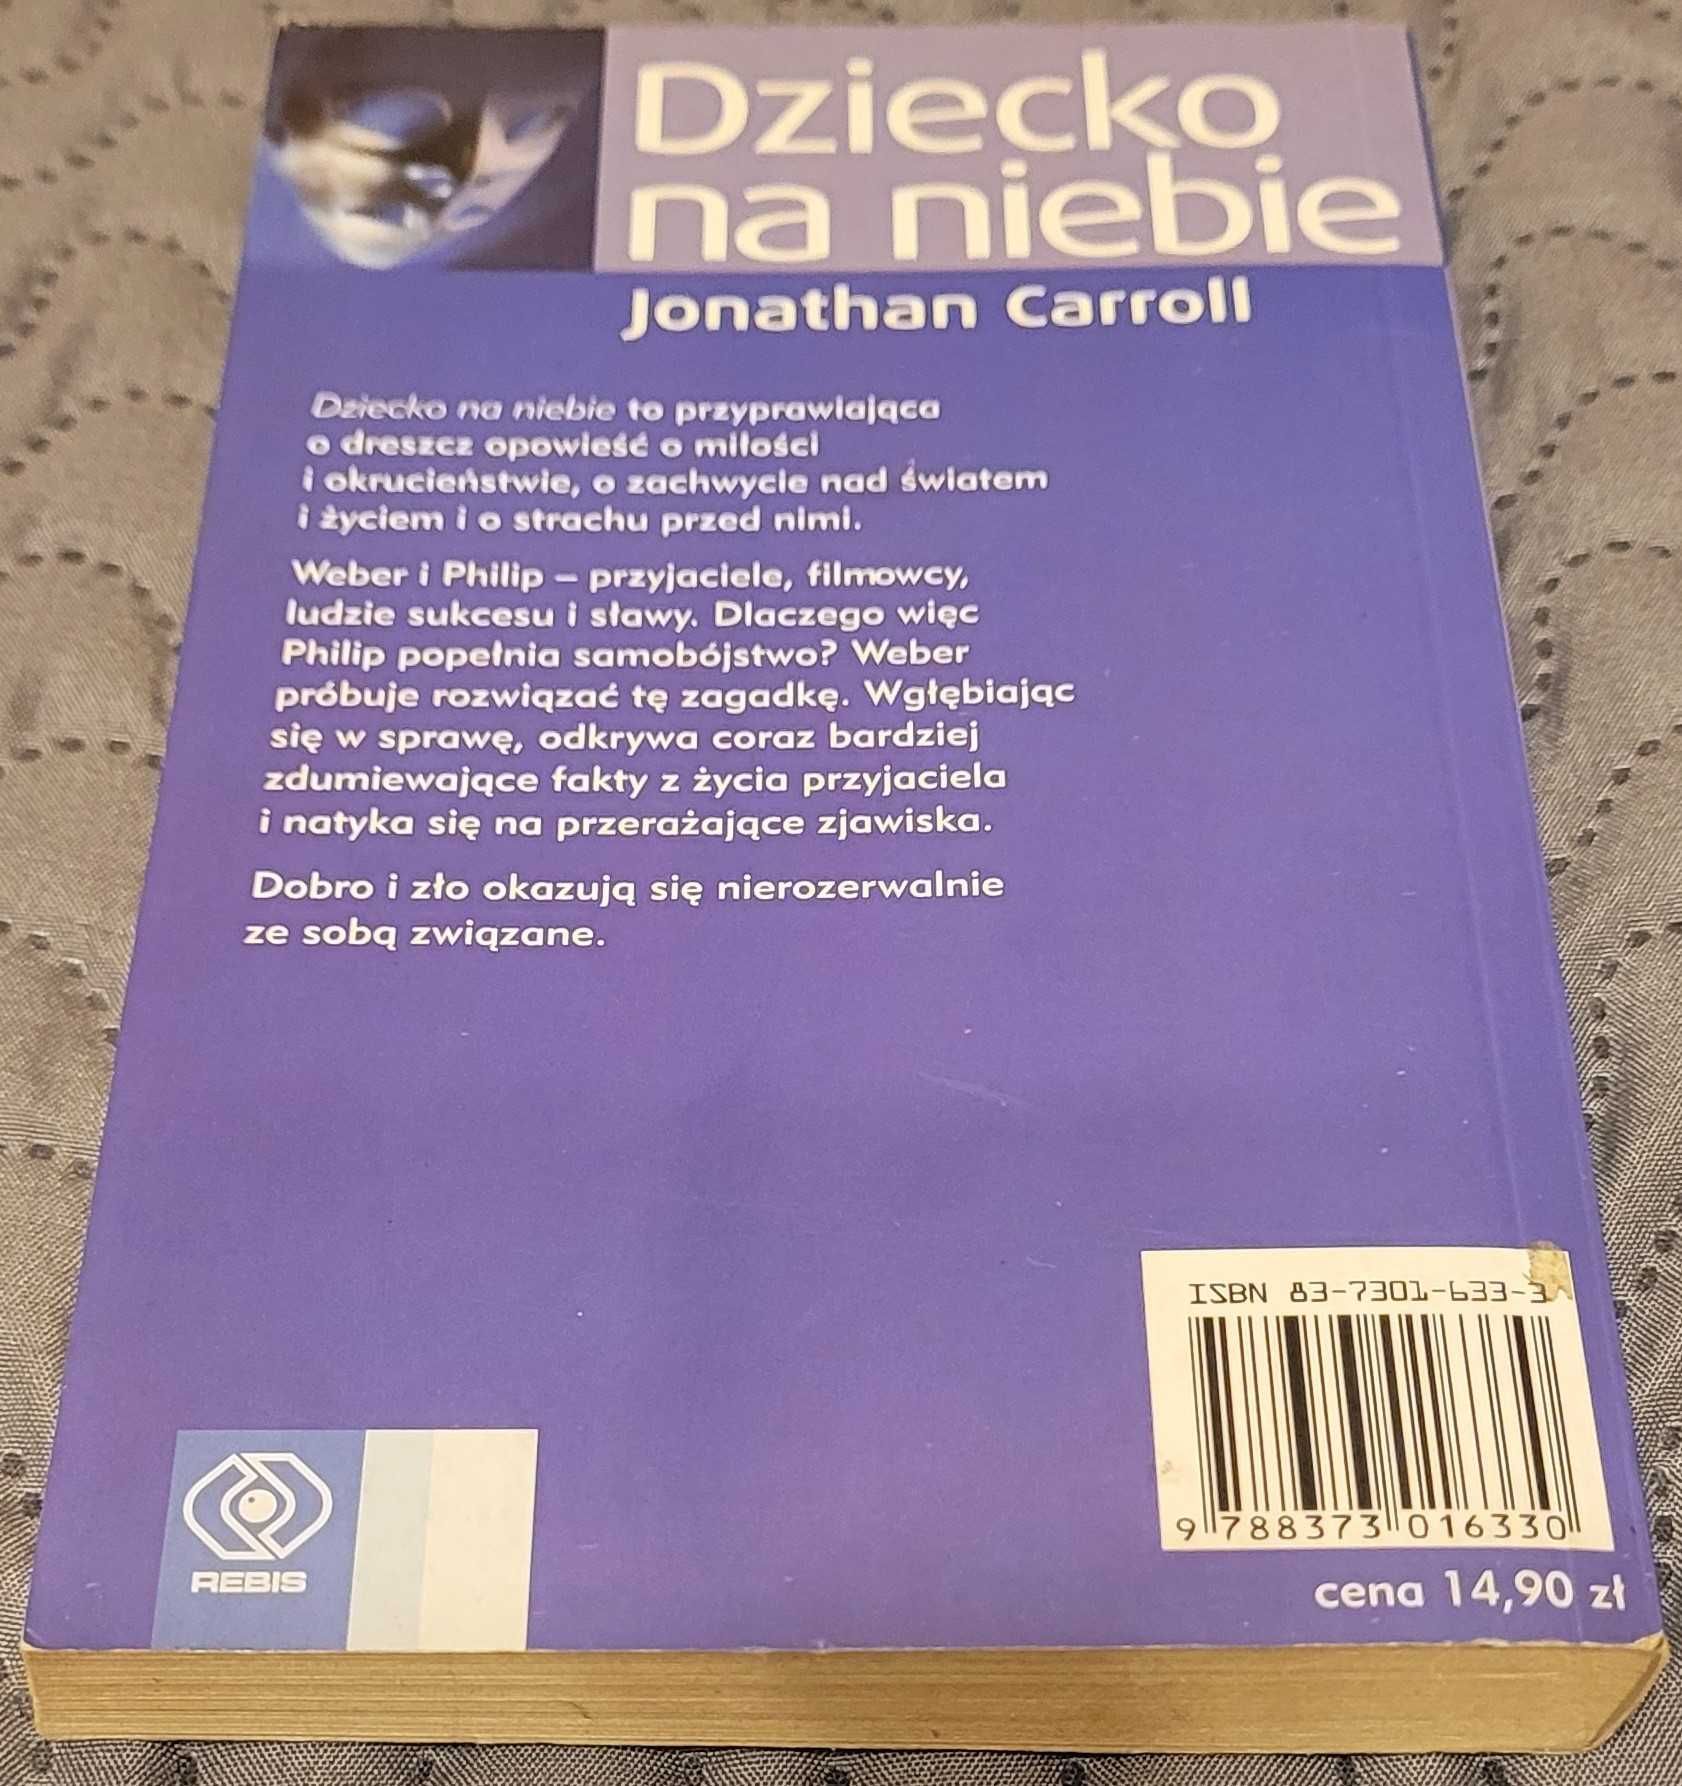 Dziecko
na niebie
Jonathan Carroll
Dziecko na niebie to przyprawiająca
o dreszcz opowieść o miłości
i okrucieństwie, o zachwycie nad światem
i życiem i o strachu przed nimi.
Weber i Philip – przyjaciele, filmowcy,
ludzie sukcesu i sławy. Dlaczego więc
Philip popełnia samobójstwo? Weber
próbuje rozwiązać tę zagadkę. Wgłębiając
się w sprawę, odkrywa coraz bardziej
zdumiewające fakty z życia przyjaciela
i natyka się na przerażające zjawiska.
Dobro i zło okazują się nierozerwalnie
ze sobą związane.
ISBN 83-7301-633-3
9 788373 016330
cena 14,90 zł
REBIS